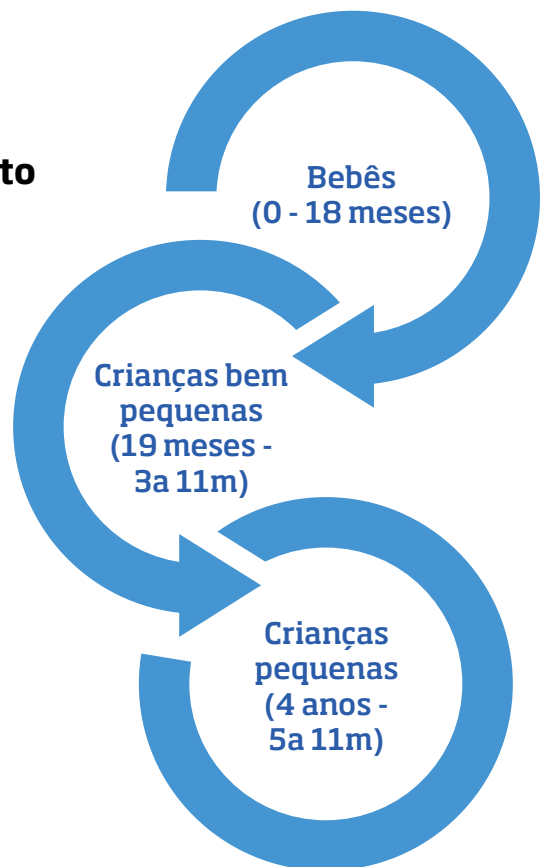 to
Bebês
(0 - 18 meses)
Crianças bem
pequenas
(19 meses -
3a 11m)
Crianças
pequenas
(4 anos -
5a 11m)